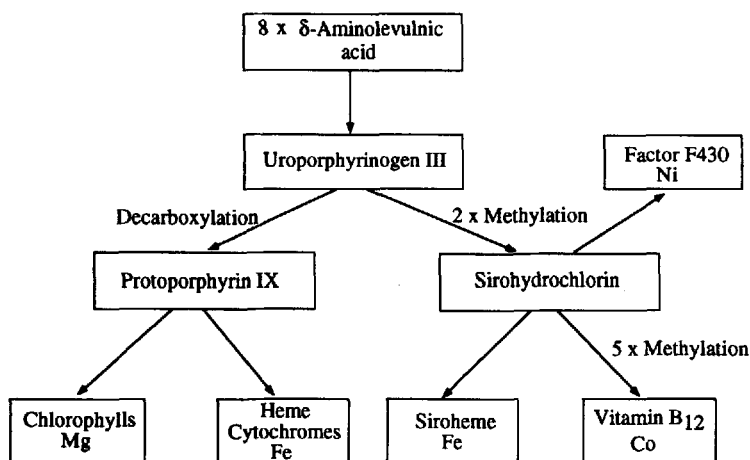 8 x δ-Aminolevulnic
acid
Uroporphyrinogen III
Factor F430
Ni
Decarboxylation
2 x Methylation
Protoporphyrin IX
Sirohydrochlorin
5 x Methylation
Chlorophylls
Mg
Heme
Cytochromes
Fe
Siroheme
Fe
Vitamin B12
Co